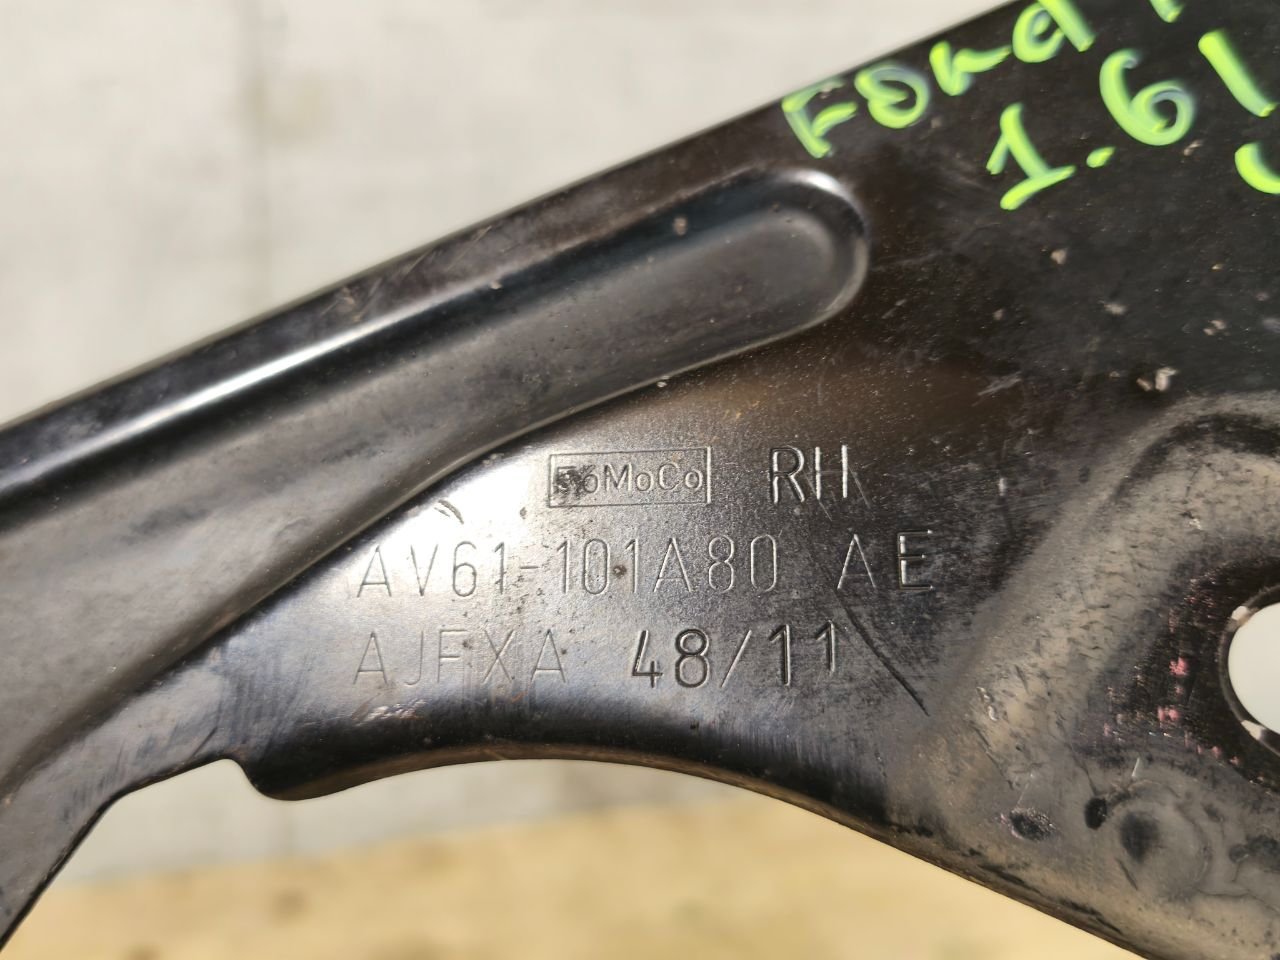 Ford
1.6
FoMoCo RH
AV61-101A80 AE
AJFXA 48/11